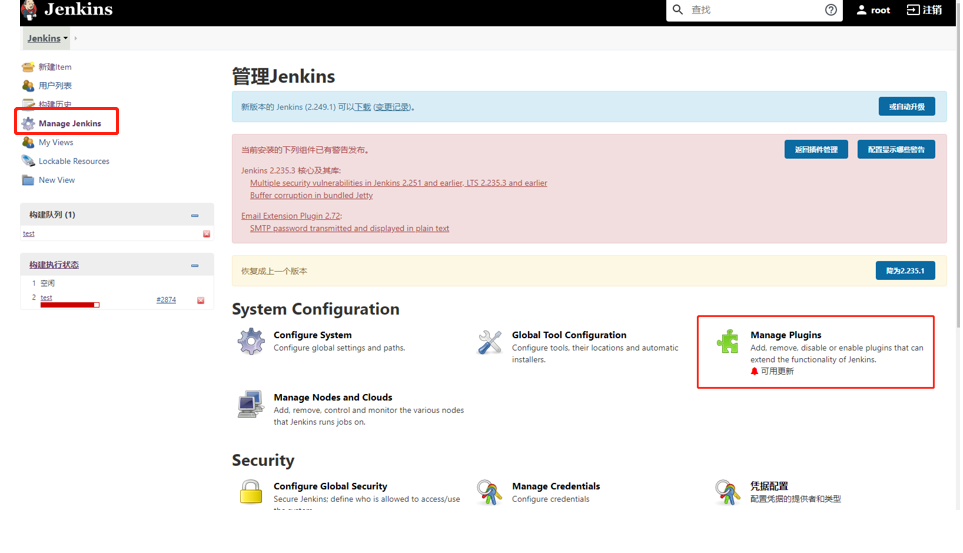 Jenkins
查找
root
注销
Jenkins
新建Item
用户列表
构建历史
Manage Jenkins
My Views
Lockable Resources
New View
构建队列 (1)
test
构建执行状态
1 空闲
2 test
#2874
管理Jenkins
新版本的 Jenkins (2.249.1) 可以下载 (变更记录)。
或自动升级
当前安装的下列组件已有警告发布。
返回插件管理
配置显示哪些警告
Jenkins 2.235.3 核心及其库:
Multiple security vulnerabilities in Jenkins 2.251 and earlier, LTS 2.235.3 and earlier
Buffer corruption in bundled Jetty
Email Extension Plugin 2.72:
SMTP password transmitted and displayed in plain text
恢复成上一个版本
降为2.235.1
System Configuration
Configure System
Configure global settings and paths.
Global Tool Configuration
Configure tools, their locations and automatic
installers.
Manage Plugins
Add, remove, disable or enable plugins that can
extend the functionality of Jenkins.
可用更新
Manage Nodes and Clouds
Add, remove, control and monitor the various nodes
that Jenkins runs jobs on.
Security
Configure Global Security
Secure Jenkins; define who is allowed to access/use
Manage Credentials
Configure credentials
凭据配置
配置凭据的提供者和类型